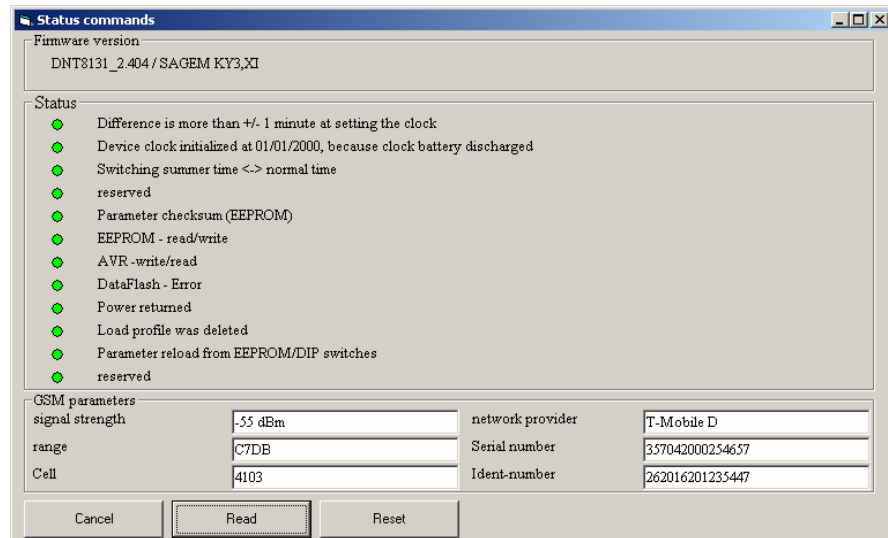 Status commands
Firmware version
DNT8131_2.404 / SAGEM KY3,XI
Status
Difference is more than +/- 1 minute at setting the clock
Device clock initialized at 01/01/2000, because clock battery discharged
Switching summer time <-> normal time
reserved
Parameter checksum (EEPROM)
EEPROM - read/write
AVR -write/read
DataFlash - Error
Power returned
Load profile was deleted
Parameter reload from EEPROM/DIP switches
reserved
GSM parameters
signal strength -55 dBm network provider T-Mobile D
range C7DB Serial number 357042000254657
Cell 4103 Ident-number 262016201235447
Cancel Read Reset